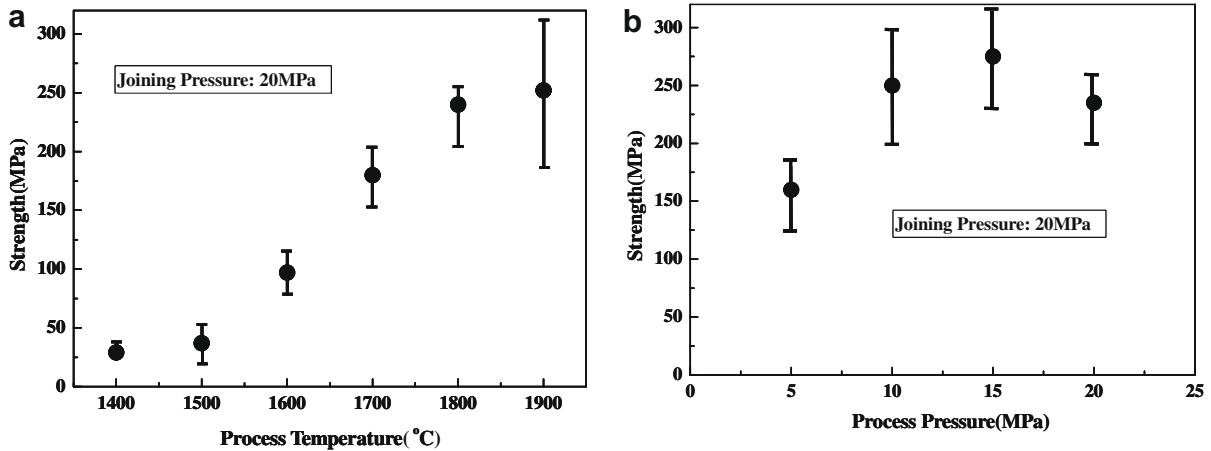 a
300
250
200
150
100
50
0
Strength(MPa)
Joining Pressure: 20MPa
1400 1500 1600 1700 1800 1900
Process Temperature( °C)
b
300
250
200
150
100
50
0
Strength(MPa)
Joining Pressure: 20MPa
0 5 10 15 20 25
Process Pressure(MPa)